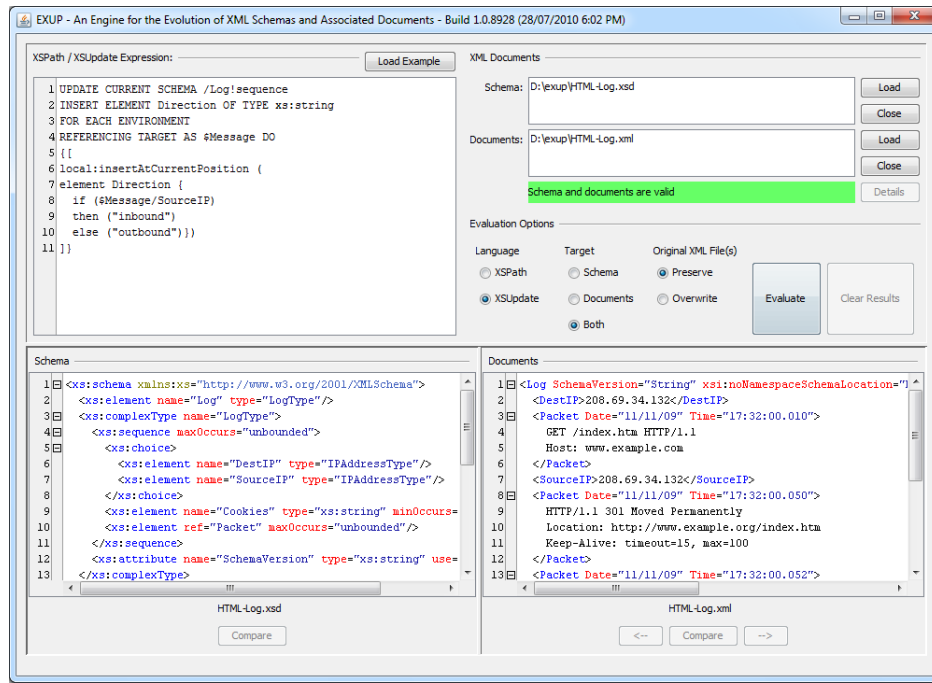 EXUP - An Engine for the Evolution of XML Schemas and Associated Documents - Build 1.0.8928 (28/07/2010 6:02 PM)
XSPath / XSUpdate Expression:
Load Example
1 UPDATE CURRENT SCHEMA /Log!sequence
2 INSERT ELEMENT Direction OF TYPE xs:string
3 FOR EACH ENVIRONMENT
4 REFERENCING TARGET AS $Message DO
5 {[
6 local:insertAtCurrentPosition (
7 element Direction {
8 if ($Message/SourceIP)
9 then ("inbound")
10 else ("outbound")})
11 ]}
XML Documents
Schema: D:\exup\HTML-Log.xsd
Load
Close
Documents: D:\exup\HTML-Log.xml
Load
Close
Schema and documents are valid
Details
Evaluation Options
Language Target Original XML File(s)
XSPath Schema Preserve
XSUpdate Documents Overwrite
Both
Evaluate
Clear Results
Schema
1 <xs:schema xmlns:xs="http://www.w3.org/2001/XMLSchema">
2 <xs:element name="Log" type="LogType"/>
3 <xs:complexType name="LogType">
4 <xs:sequence maxOccurs="unbounded">
5 <xs:choice>
6 <xs:element name="DestIP" type="IPAddressType"/>
7 <xs:element name="SourceIP" type="IPAddressType"/>
8 </xs:choice>
9 <xs:element name="Cookies" type="xs:string" minOccurs=
10 <xs:element ref="Packet" maxOccurs="unbounded"/>
11 </xs:sequence>
12 <xs:attribute name="SchemaVersion" type="xs:string" use=
13 </xs:complexType>
HTML-Log.xsd
Compare
Documents
1 <Log SchemaVersion="String" xsi:noNamespaceSchemaLocation="
2 <DestIP>208.69.34.132</DestIP>
3 <Packet Date="11/11/09" Time="17:32:00.010">
4 GET /index.htm HTTP/1.1
5 Host: www.example.com
6 </Packet>
7 <SourceIP>208.69.34.132</SourceIP>
8 <Packet Date="11/11/09" Time="17:32:00.050">
9 HTTP/1.1 301 Moved Permanently
10 Location: http://www.example.org/index.htm
11 Keep-Alive: timeout=15, max=100
12 </Packet>
13 <Packet Date="11/11/09" Time="17:32:00.052">
HTML-Log.xml
<-- Compare -->